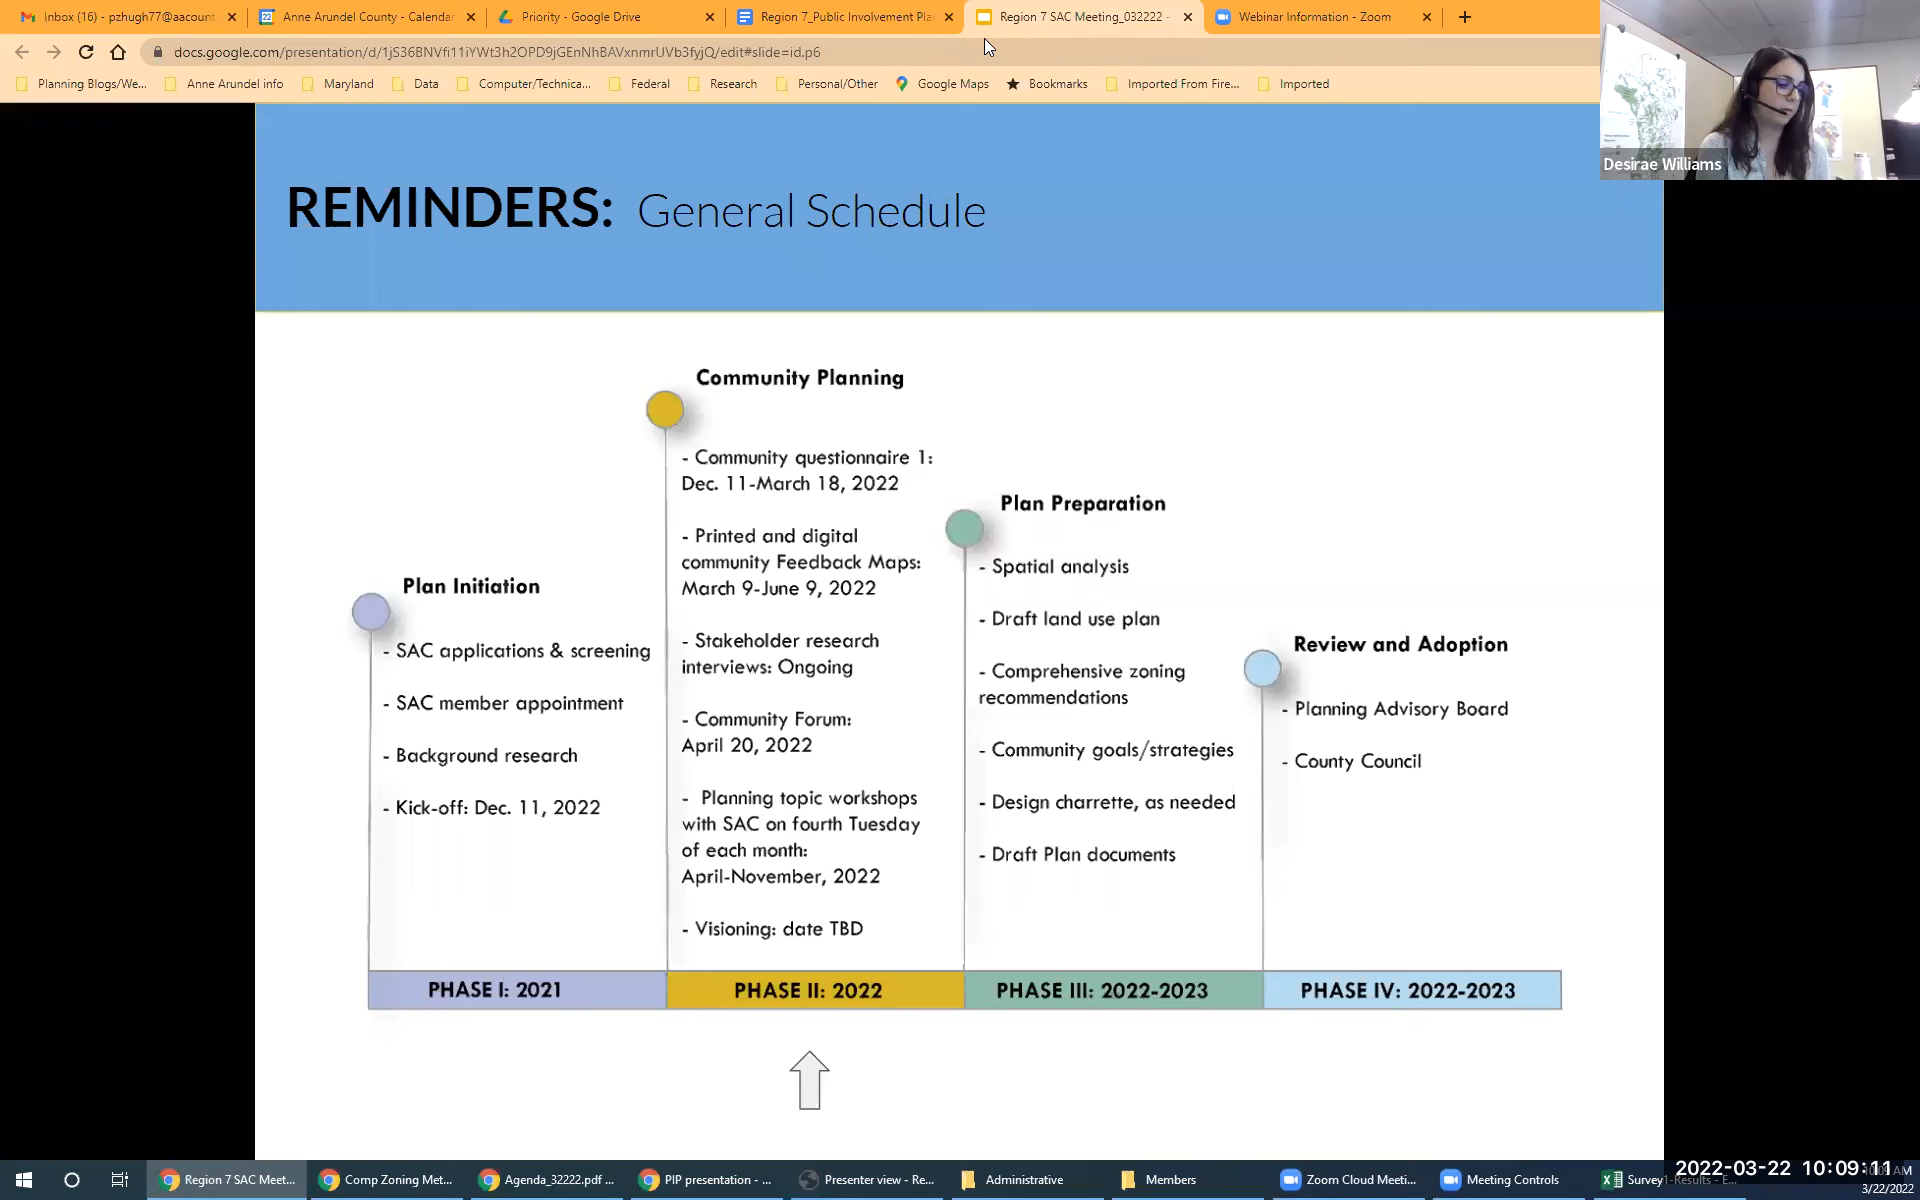 Inbox (16) - pzhugh77@aacount
Anne Arundel County - Calendar
Priority - Google Drive
Region 7_Public Involvement Pla
Region 7 SAC Meeting_032222 -
Webinar Information - Zoom
docs.google.com/presentation/d/1jS36BNVfi11iYWt3h2OPD9jGEnNhBAVxnmrUVb3fyjQ/edit#slide=id.p6
Planning Blogs/We...
Anne Arundel info
Maryland
Data
Computer/Technica...
Federal
Research
Personal/Other
Google Maps
Bookmarks
Imported From Fire...
Imported
Desirae Williams
REMINDERS: General Schedule
Plan Initiation
- SAC applications & screening
- SAC member appointment
- Background research
- Kick-off: Dec. 11, 2022
Community Planning
- Community questionnaire 1:
Dec. 11-March 18, 2022
- Printed and digital
community Feedback Maps:
March 9-June 9, 2022
- Stakeholder research
interviews: Ongoing
- Community Forum:
April 20, 2022
- Planning topic workshops
with SAC on fourth Tuesday
of each month:
April-November, 2022
- Visioning: date TBD
Plan Preparation
- Spatial analysis
- Draft land use plan
- Comprehensive zoning
recommendations
- Community goals/strategies
- Design charrette, as needed
- Draft Plan documents
Review and Adoption
- Planning Advisory Board
- County Council
PHASE I: 2021
PHASE II: 2022
PHASE III: 2022-2023
PHASE IV: 2022-2023
Region 7 SAC Meet...
Comp Zoning Met...
Agenda_32222.pdf ...
PIP presentation - ...
Presenter view - Re...
Administrative
Members
Zoom Cloud Meeti...
Meeting Controls
Survey1-Results - E...
2022-03-22 10:09:11
3/22/2022